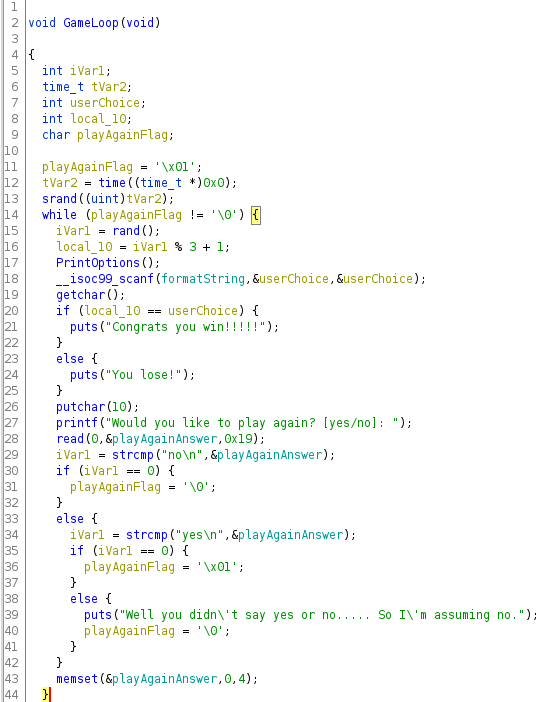 1
2 void GameLoop(void)
3
4 {
5   int iVar1;
6   time_t tVar2;
7   int userChoice;
8   int local_10;
9   char playAgainFlag;
10
11   playAgainFlag = '\x01';
12   tVar2 = time((time_t *)0x0);
13   srand((uint)tVar2);
14   while (playAgainFlag != '\0') {
15     iVar1 = rand();
16     local_10 = iVar1 % 3 + 1;
17     PrintOptions();
18     __isoc99_scanf(formatString,&userChoice,&userChoice);
19     getchar();
20     if (local_10 == userChoice) {
21       puts("Congrats you win!!!!!");
22     }
23     else {
24       puts("You lose!");
25     }
26     putchar(10);
27     printf("Would you like to play again? [yes/no]: ");
28     read(0,&playAgainAnswer,0x19);
29     iVar1 = strcmp("no\n",&playAgainAnswer);
30     if (iVar1 == 0) {
31       playAgainFlag = '\0';
32     }
33     else {
34       iVar1 = strcmp("yes\n",&playAgainAnswer);
35       if (iVar1 == 0) {
36         playAgainFlag = '\x01';
37       }
38       else {
39         puts("Well you didn\'t say yes or no..... So I\'m assuming no.");
40         playAgainFlag = '\0';
41       }
42     }
43     memset(&playAgainAnswer,0,4);
44   }